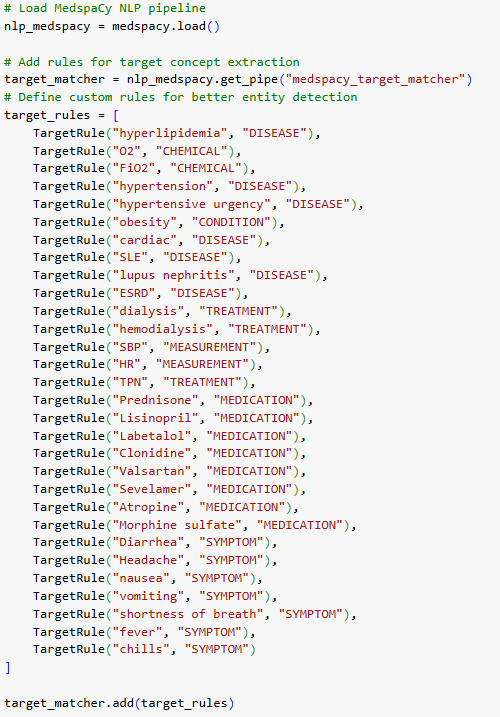 # Load MedspaCy NLP pipeline
nlp_medspacy = medspacy.load()
# Add rules for target concept extraction
target_matcher = nlp_medspacy.get_pipe("medspacy_target_matcher")
# Define custom rules for better entity detection
target_rules = [
    TargetRule("hyperlipidemia", "DISEASE"),
    TargetRule("O2", "CHEMICAL"),
    TargetRule("FiO2", "CHEMICAL"),
    TargetRule("hypertension", "DISEASE"),
    TargetRule("hypertensive urgency", "DISEASE"),
    TargetRule("obesity", "CONDITION"),
    TargetRule("cardiac", "DISEASE"),
    TargetRule("SLE", "DISEASE"),
    TargetRule("lupus nephritis", "DISEASE"),
    TargetRule("ESRD", "DISEASE"),
    TargetRule("dialysis", "TREATMENT"),
    TargetRule("hemodialysis", "TREATMENT"),
    TargetRule("SBP", "MEASUREMENT"),
    TargetRule("HR", "MEASUREMENT"),
    TargetRule("TPN", "TREATMENT"),
    TargetRule("Prednisone", "MEDICATION"),
    TargetRule("Lisinopril", "MEDICATION"),
    TargetRule("Labetalol", "MEDICATION"),
    TargetRule("Clonidine", "MEDICATION"),
    TargetRule("Valsartan", "MEDICATION"),
    TargetRule("Sevelamer", "MEDICATION"),
    TargetRule("Atropine", "MEDICATION"),
    TargetRule("Morphine sulfate", "MEDICATION"),
    TargetRule("Diarrhea", "SYMPTOM"),
    TargetRule("Headache", "SYMPTOM"),
    TargetRule("nausea", "SYMPTOM"),
    TargetRule("vomiting", "SYMPTOM"),
    TargetRule("shortness of breath", "SYMPTOM"),
    TargetRule("fever", "SYMPTOM"),
    TargetRule("chills", "SYMPTOM")
]
target_matcher.add(target_rules)